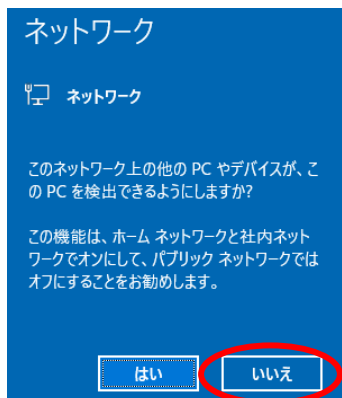 ネットワーク
ネットワーク
このネットワーク上の他の PC やデバイスが、こ
の PC を検出できるようにしますか?
この機能は、ホーム ネットワークと社内ネット
ワークでオンにして、パブリック ネットワークでは
オフにすることをお勧めします。
はい いいえ